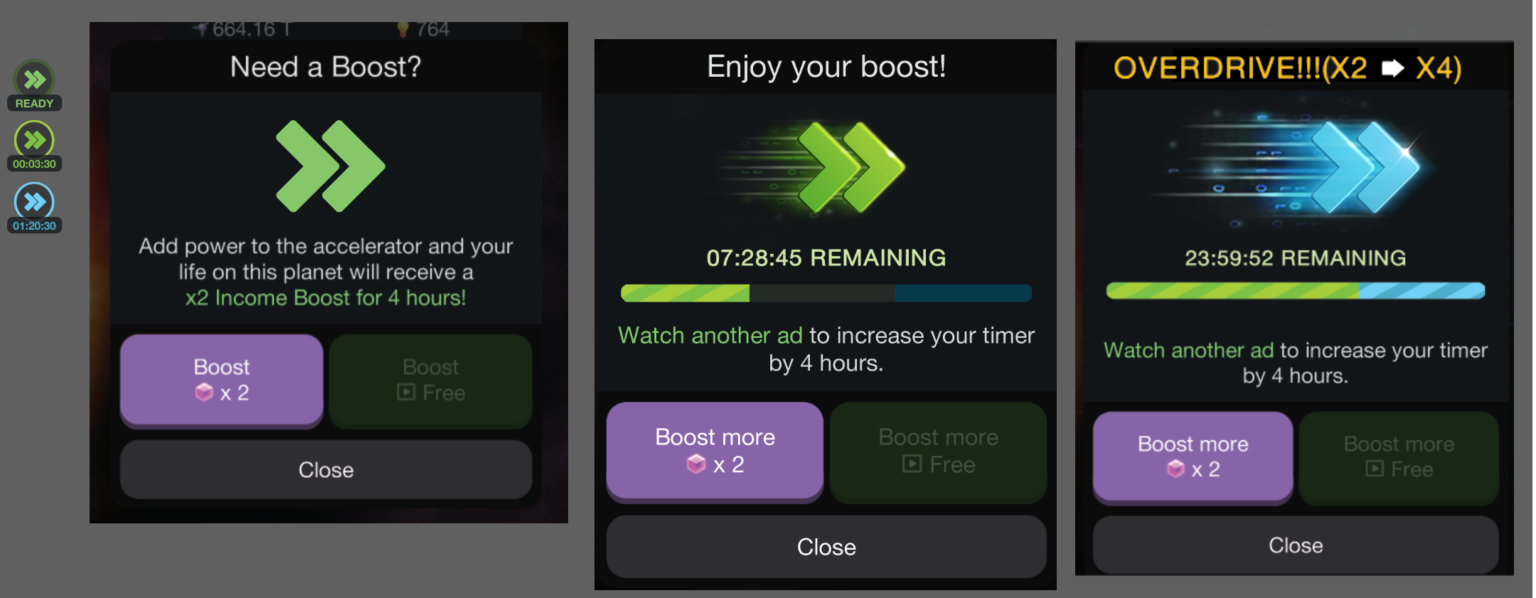 READY
00:03:30
01:20:30
664.16 T
764
Need a Boost?
Add power to the accelerator and your
life on this planet will receive a
x2 Income Boost for 4 hours!
Boost
x 2
Boost
Free
Close
Enjoy your boost!
07:28:45 REMAINING
Watch another ad to increase your timer
by 4 hours.
Boost more
x 2
Boost more
Free
Close
OVERDRIVE!!!(X2 ➡ X4)
23:59:52 REMAINING
Watch another ad to increase your timer
by 4 hours.
Boost more
x 2
Boost more
Free
Close